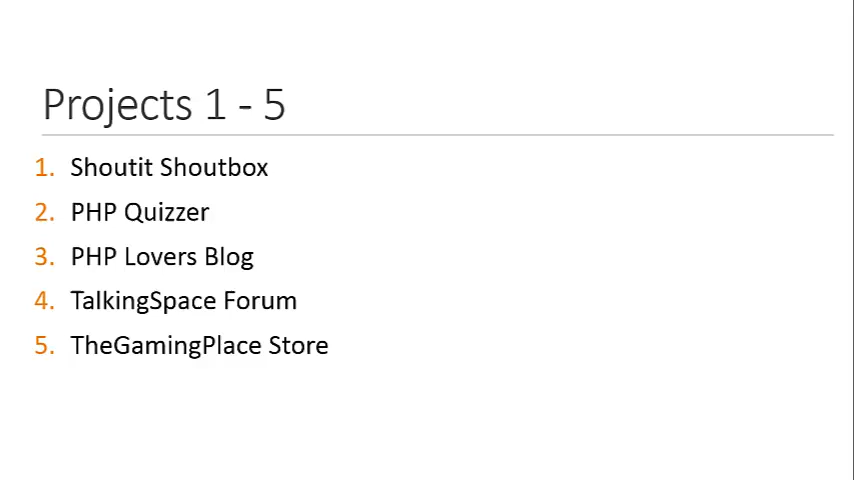 Projects 1 - 5
1. Shoutit Shoutbox
2. PHP Quizzer
3. PHP Lovers Blog
4. TalkingSpace Forum
5. TheGamingPlace Store